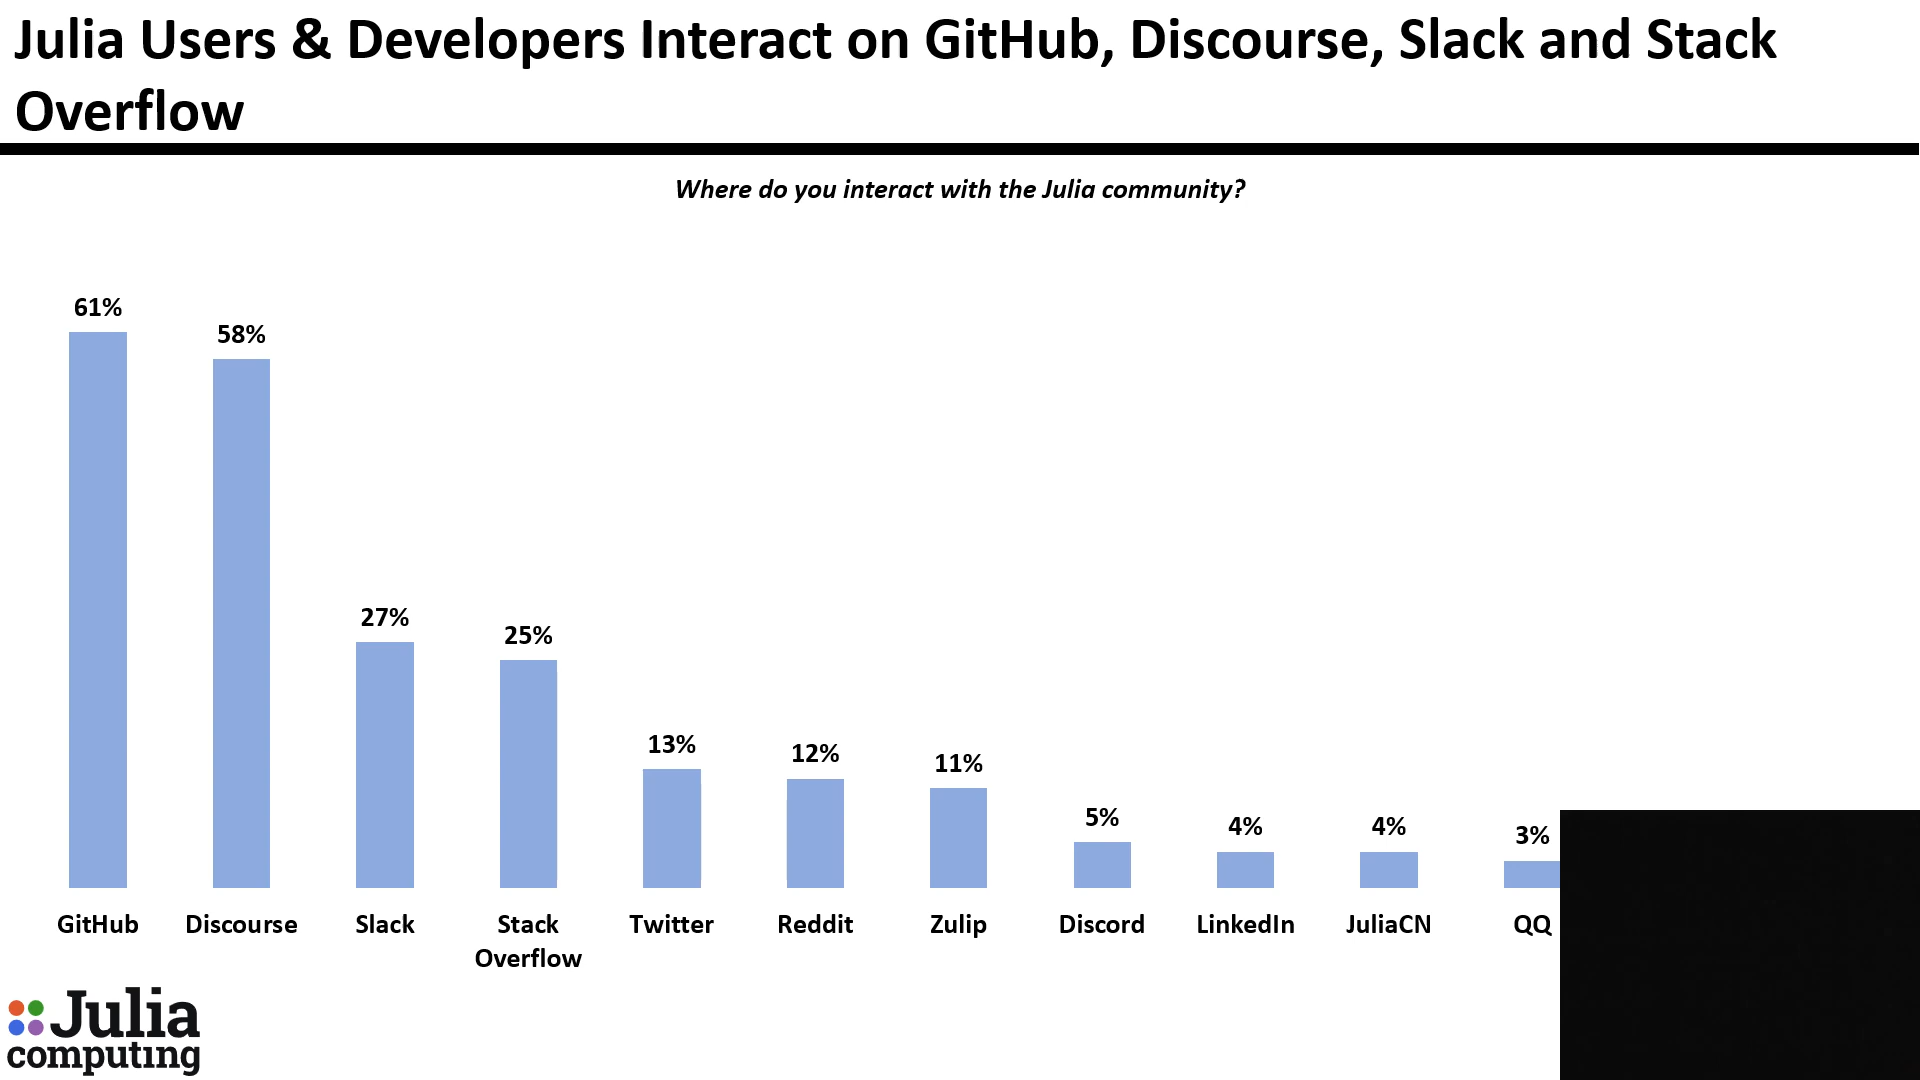 Julia Users & Developers Interact on GitHub, Discourse, Slack and Stack
Overflow
Where do you interact with the Julia community?
61%
58%
27%
25%
13%
12%
11%
5%
4%
4%
3%
GitHub
Discourse
Slack
Stack
Overflow
Twitter
Reddit
Zulip
Discord
LinkedIn
JuliaCN
QQ
Julia
computing